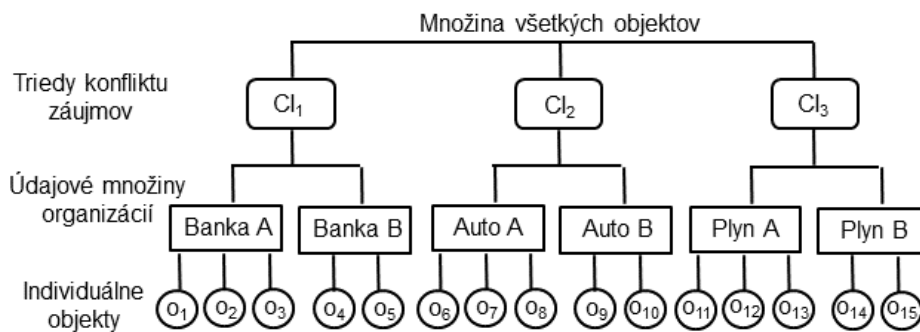 Množina všetkých objektov
Triedy konfliktu
záujmov
CI₁ CI₂ CI₃
Údajové množiny
organizácií
Banka A Banka B Auto A Auto B Plyn A Plyn B
Individuálne
objekty
o₁ o₂ o₃ o₄ o₅ o₆ o₇ o₈ o₉ o₁₀ o₁₁ o₁₂ o₁₃ o₁₄ o₁₅